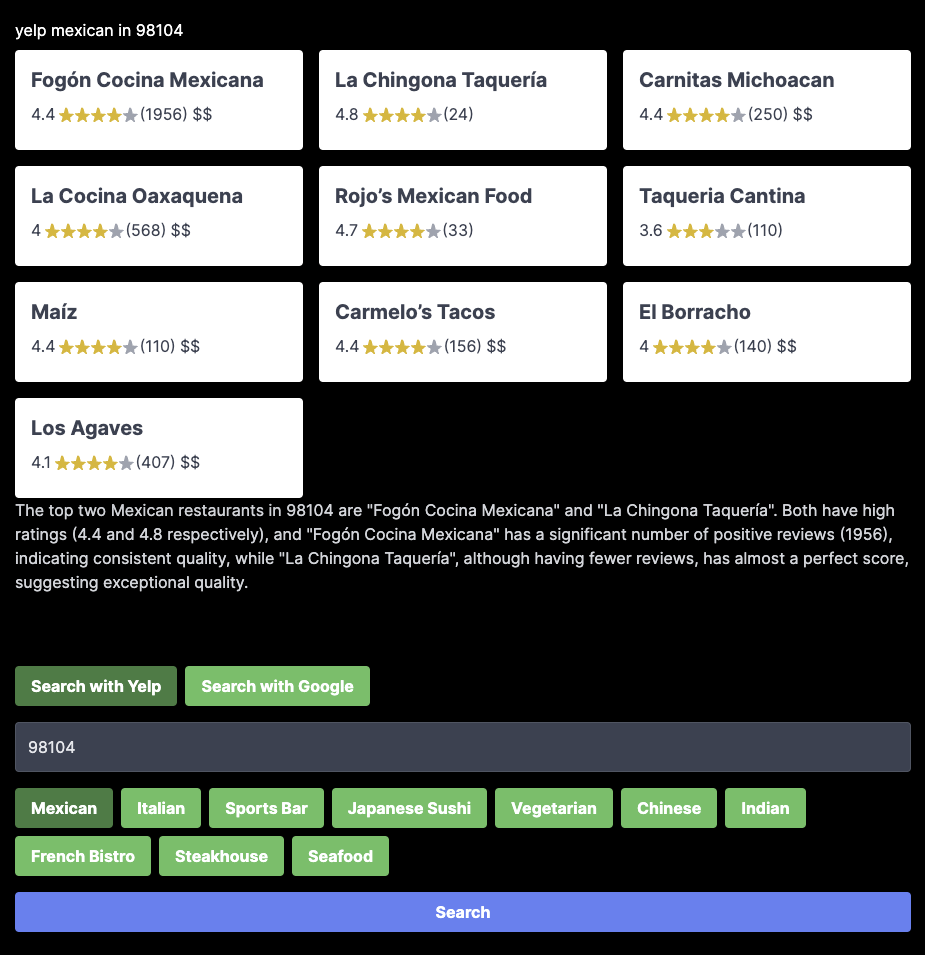 yelp mexican in 98104
Fogón Cocina Mexicana
4.4 (1956) $$
La Chingona Taquería
4.8 (24)
Carnitas Michoacan
4.4 (250) $$
La Cocina Oaxaquena
4 (568) $$
Rojo’s Mexican Food
4.7 (33)
Taqueria Cantina
3.6 (110)
Maíz
4.4 (110) $$
Carmelo’s Tacos
4.4 (156) $$
El Borracho
4 (140) $$
Los Agaves
4.1 (407) $$
The top two Mexican restaurants in 98104 are "Fogón Cocina Mexicana" and "La Chingona Taquería". Both have high
ratings (4.4 and 4.8 respectively), and "Fogón Cocina Mexicana" has a significant number of positive reviews (1956),
indicating consistent quality, while "La Chingona Taquería", although having fewer reviews, has almost a perfect score,
suggesting exceptional quality.
Search with Yelp
Search with Google
98104
Mexican
Italian
Sports Bar
Japanese Sushi
Vegetarian
Chinese
Indian
French Bistro
Steakhouse
Seafood
Search